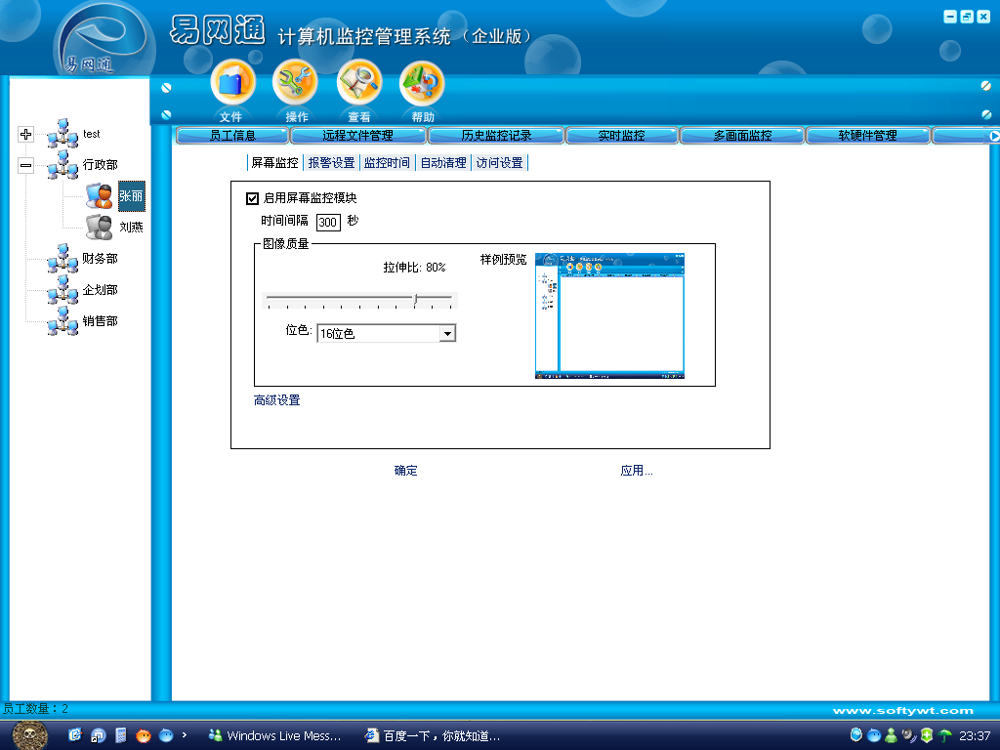 易网通 计算机监控管理系统（企业版）
易网通
文件 操作 查看 帮助
员工信息 远程文件管理 历史监控记录 实时监控 多画面监控 软硬件管理
屏幕监控 报警设置 监控时间 自动清理 访问设置
test
行政部
张丽
刘燕
财务部
企划部
销售部
启用屏幕监控模块
时间间隔 300 秒
图像质量
拉伸比: 80%
样例预览
位色: 16位色
高级设置
确定 应用...
员工数量：2
www.softywt.com
Windows Live Mess... 百度一下，你就知道... 23:37